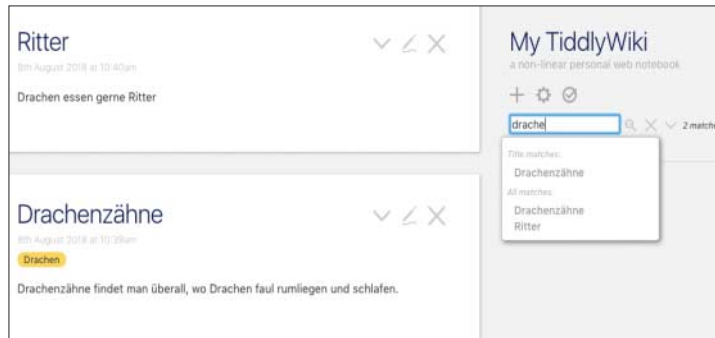 Ritter
8th August 2018 at 10:40am
Drachen essen gerne Ritter
Drachenzähne
8th August 2018 at 10:39am
Drachen
Drachenzähne findet man überall, wo Drachen faul rumliegen und schlafen.
My TiddlyWiki
a non-linear personal web notebook
drache
2 matche
Title matches:
Drachenzähne
All matches:
Drachenzähne
Ritter